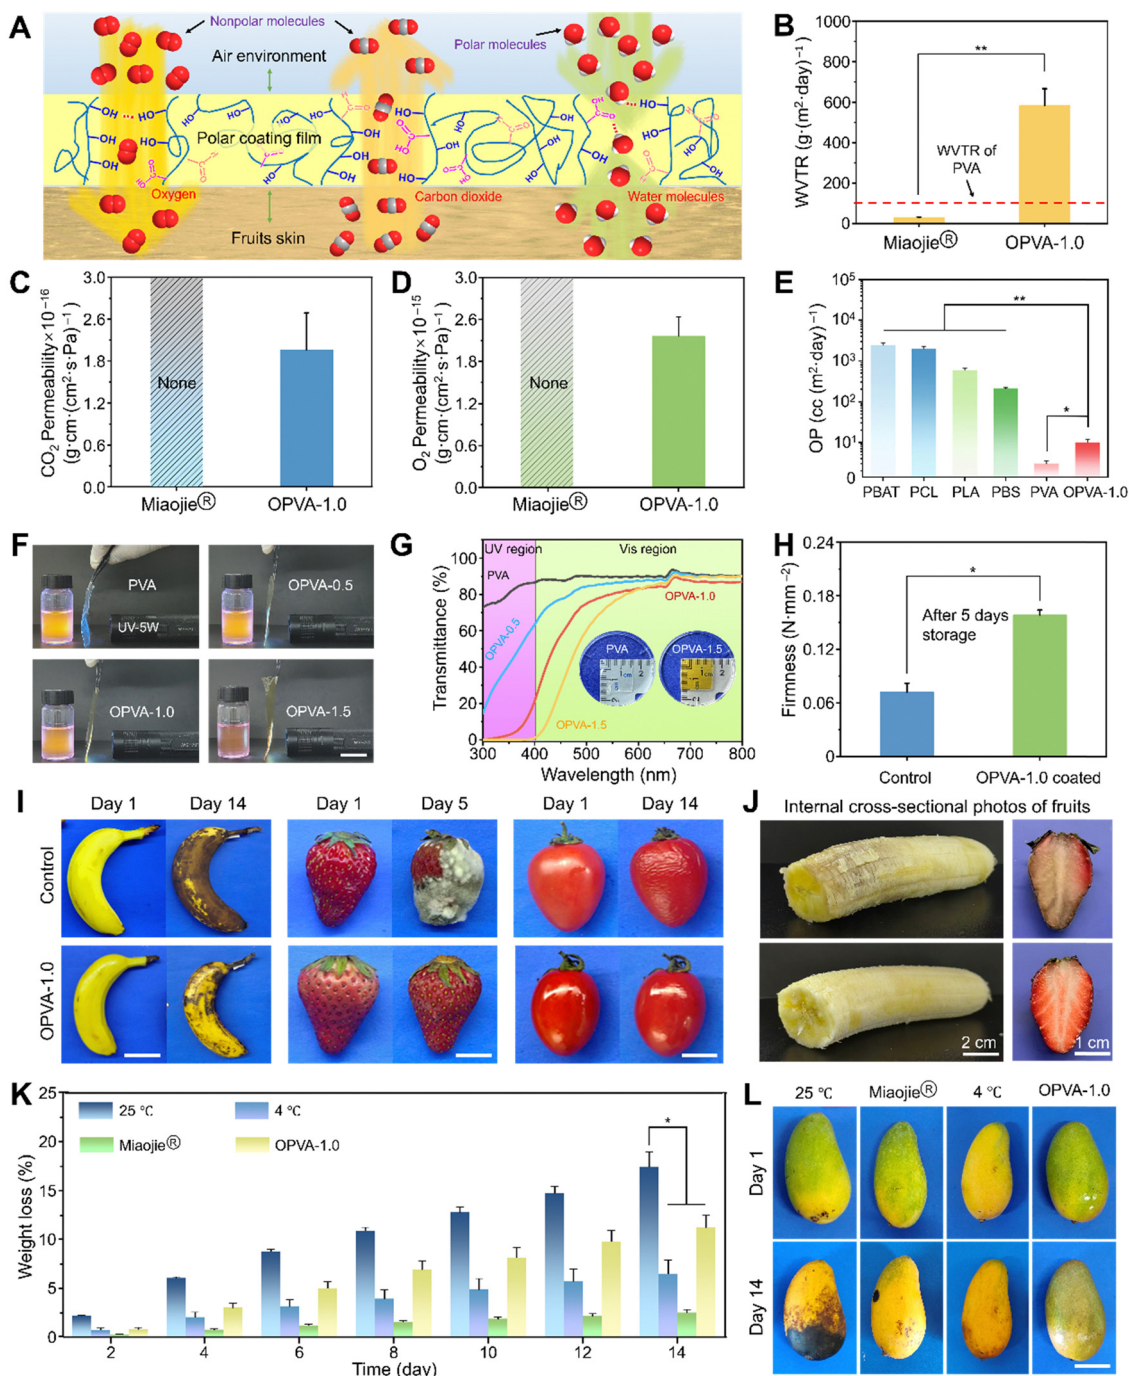 A
Nonpolar molecules
Polar molecules
Air environment
Polar coating film
Oxygen
Carbon dioxide
Water molecules
Fruits skin
B
WVTR (g·(m²·day)⁻¹
1000
800
600
400
200
100
0
**
WVTR of
PVA
Miaojie®
OPVA-1.0
C
CO₂ Permeability×10⁻¹⁶
(g·cm·(cm²·s·Pa)⁻¹
3.0
2.6
1.8
1.2
0.6
0.0
None
Miaojie®
OPVA-1.0
D
O₂ Permeability×10⁻¹⁵
(g·cm·(cm²·s·Pa)⁻¹
3.0
2.6
1.8
1.2
0.6
0.0
None
Miaojie®
OPVA-1.0
E
OP (cc (m²·day)⁻¹
10⁵
10⁴
10³
10²
10¹
0
**
*
PBAT
PCL
PLA
PBS
PVA
OPVA-1.0
F
PVA
UV-5W
OPVA-0.5
OPVA-1.0
OPVA-1.5
G
Transmittance (%)
100
80
60
40
20
0
UV region
Vis region
PVA
OPVA-0.5
OPVA-1.0
OPVA-1.5
PVA
OPVA-1.5
300
400
500
600
700
800
Wavelength (nm)
H
Firmness (N·mm⁻²)
0.24
0.18
0.12
0.06
0.00
*
After 5 days
storage
Control
OPVA-1.0 coated
I
Day 1
Day 14
Day 1
Day 5
Day 1
Day 14
Control
OPVA-1.0
J
Internal cross-sectional photos of fruits
2 cm
1 cm
K
Weight loss (%)
25
20
15
10
5
0
25 °C
4 °C
Miaojie®
OPVA-1.0
*
2
4
6
8
10
12
14
Time (day)
L
25 °C
Miaojie®
4 °C
OPVA-1.0
Day 1
Day 14